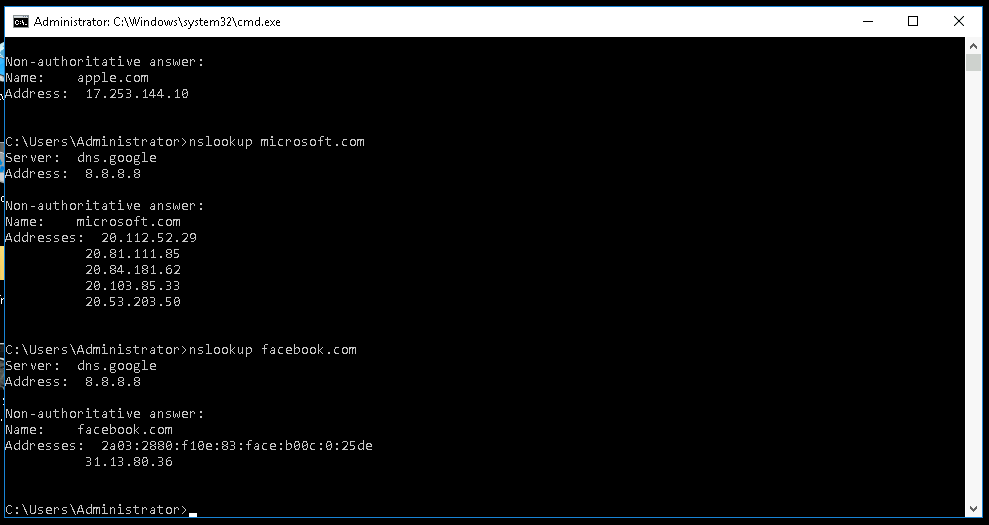 Administrator: C:\Windows\system32\cmd.exe
Non-authoritative answer:
Name:    apple.com
Address:  17.253.144.10
C:\Users\Administrator>nslookup microsoft.com
Server:  dns.google
Address:  8.8.8.8
Non-authoritative answer:
Name:    microsoft.com
Addresses:  20.112.52.29
          20.81.111.85
          20.84.181.62
          20.103.85.33
          20.53.203.50
C:\Users\Administrator>nslookup facebook.com
Server:  dns.google
Address:  8.8.8.8
Non-authoritative answer:
Name:    facebook.com
Addresses:  2a03:2880:f10e:83:face:b00c:0:25de
          31.13.80.36
C:\Users\Administrator>